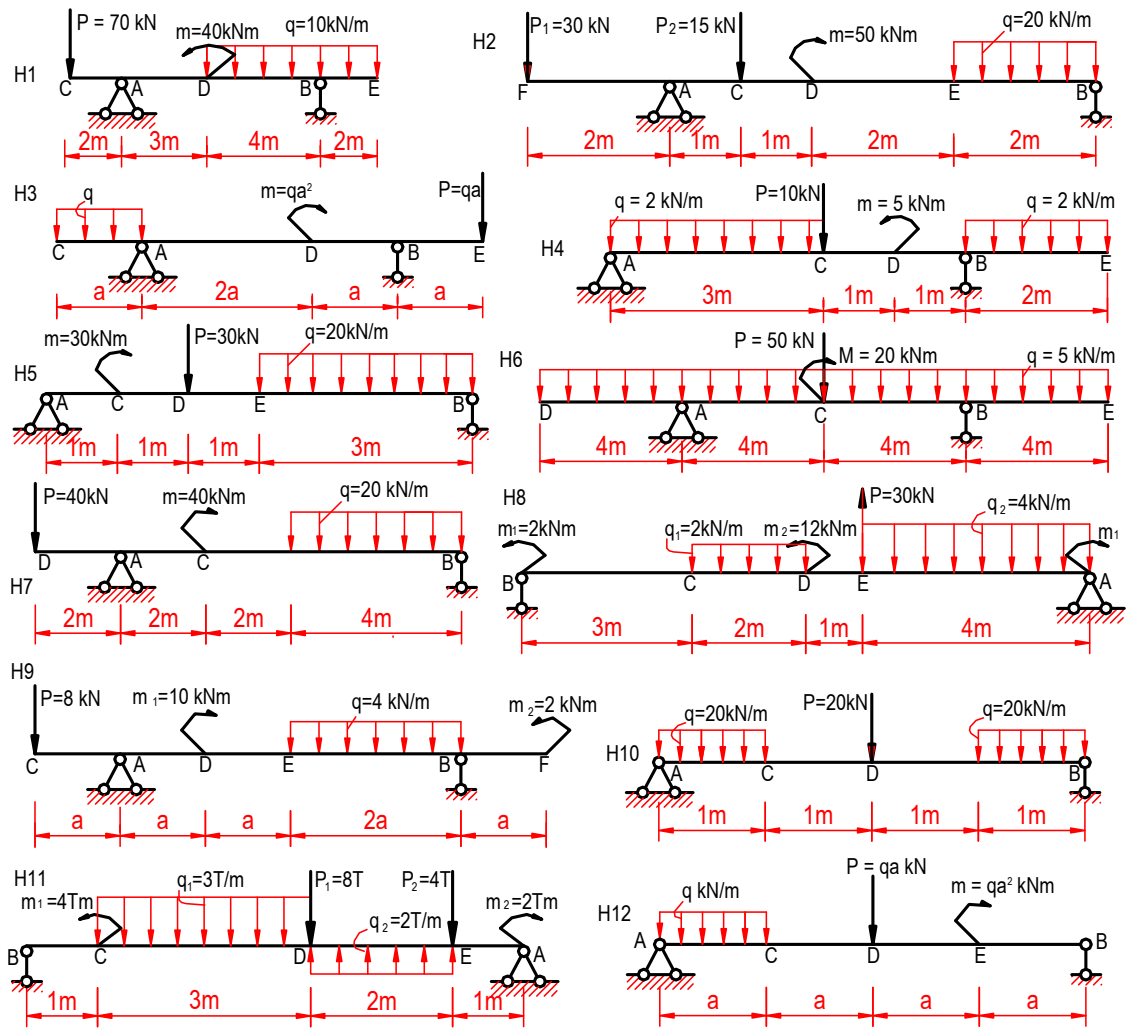 H1
P = 70 kN
m=40kNm
q=10kN/m
C
A
D
B
E
2m 3m 4m 2m
H2
P1=30 kN
P2=15 kN
m=50 kNm
q=20 kN/m
F
A
C
D
E
B
2m 1m 1m 2m 2m
H3
q
m=qa²
P=qa
C
A
D
B
E
a 2a a a
H4
q = 2 kN/m
P=10kN
m = 5 kNm
q = 2 kN/m
A
C
D
B
E
3m 1m 1m 2m
H5
m=30kNm
P=30kN
q=20kN/m
A
C
D
E
B
1m 1m 1m 3m
H6
P = 50 kN
M = 20 kNm
q = 5 kN/m
D
A
C
B
E
4m 4m 4m 4m
H7
P=40kN
m=40kNm
q=20 kN/m
D
A
C
B
2m 2m 2m 4m
H8
m1=2kNm
q1=2kN/m
m2=12kNm
P=30kN
q2=4kN/m
m1
B
C
D
E
A
3m 2m 1m 4m
H9
P=8 kN
m1=10 kNm
q=4 kN/m
m2=2 kNm
C
A
D
E
B
F
a a a 2a a
H10
q=20kN/m
P=20kN
q=20kN/m
A
C
D
B
1m 1m 1m 1m
H11
m1=4Tm
q1=3T/m
P1=8T
P2=4T
q2=2T/m
m2=2Tm
B
C
D
E
A
1m 3m 2m 1m
H12
q kN/m
P = qa kN
m = qa² kNm
A
C
D
E
B
a a a a